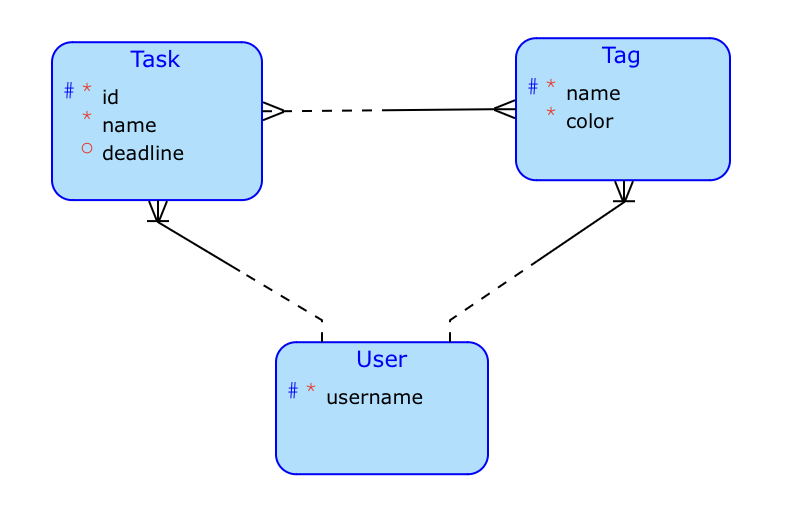 Task
# * id
* name
o deadline
Tag
# * name
* color
User
# * username